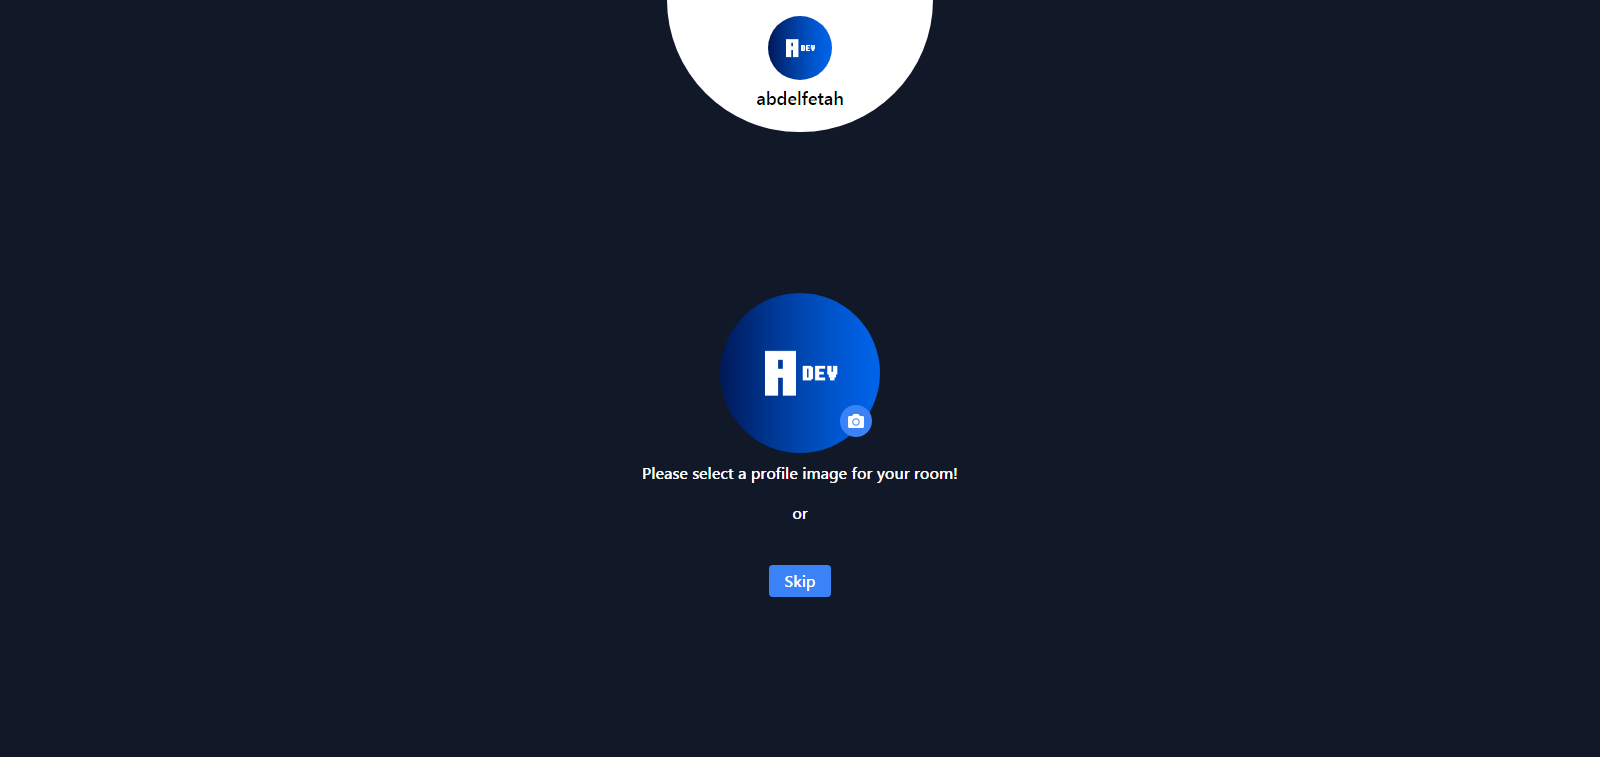 A DEV
abdelfetah
A DEV
Please select a profile image for your room!
or
Skip